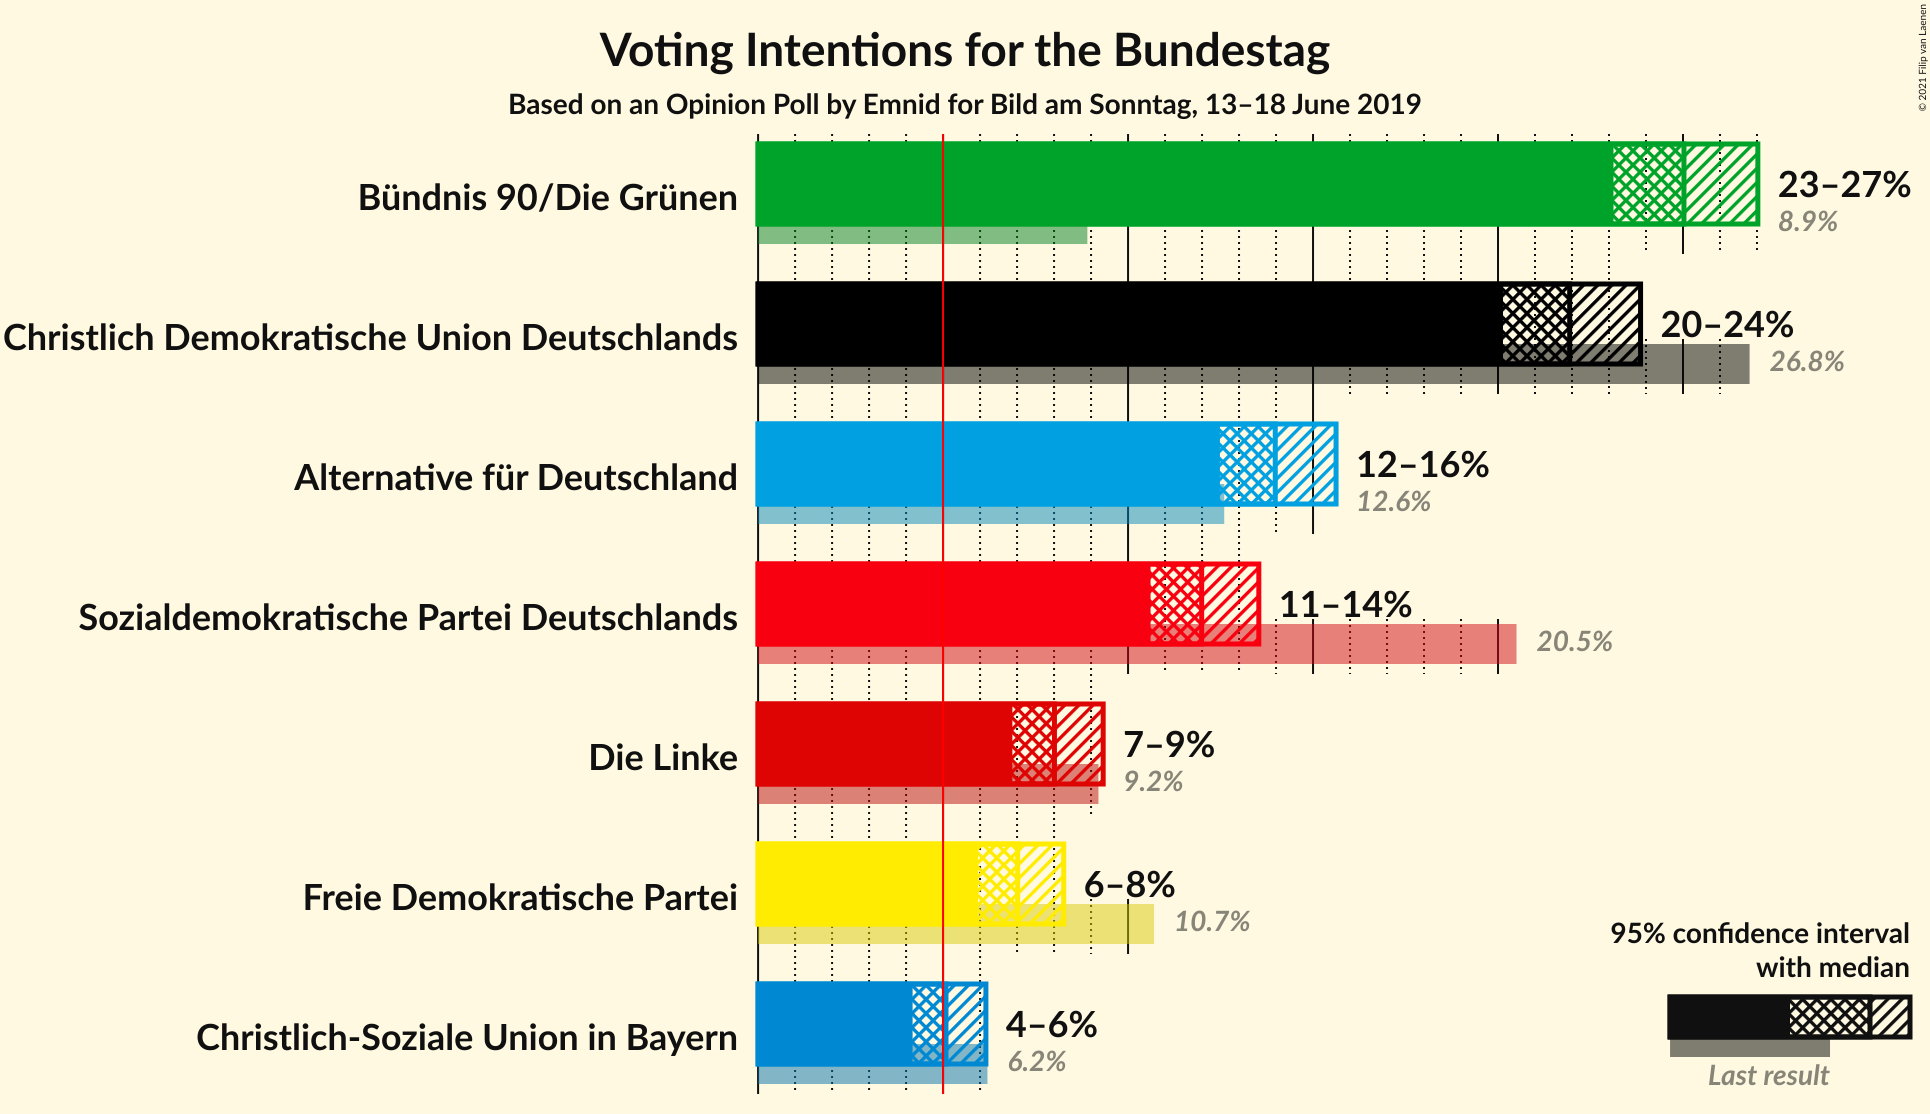 Voting Intentions for the Bundestag
Based on an Opinion Poll by Emnid for Bild am Sonntag, 13–18 June 2019
© 2021 Filip van Laenen
Bündnis 90/Die Grünen
23–27%
8.9%
Christlich Demokratische Union Deutschlands
20–24%
26.8%
Alternative für Deutschland
12–16%
12.6%
Sozialdemokratische Partei Deutschlands
11–14%
20.5%
Die Linke
7–9%
9.2%
Freie Demokratische Partei
6–8%
10.7%
Christlich-Soziale Union in Bayern
4–6%
6.2%
95% confidence interval
with median
Last result